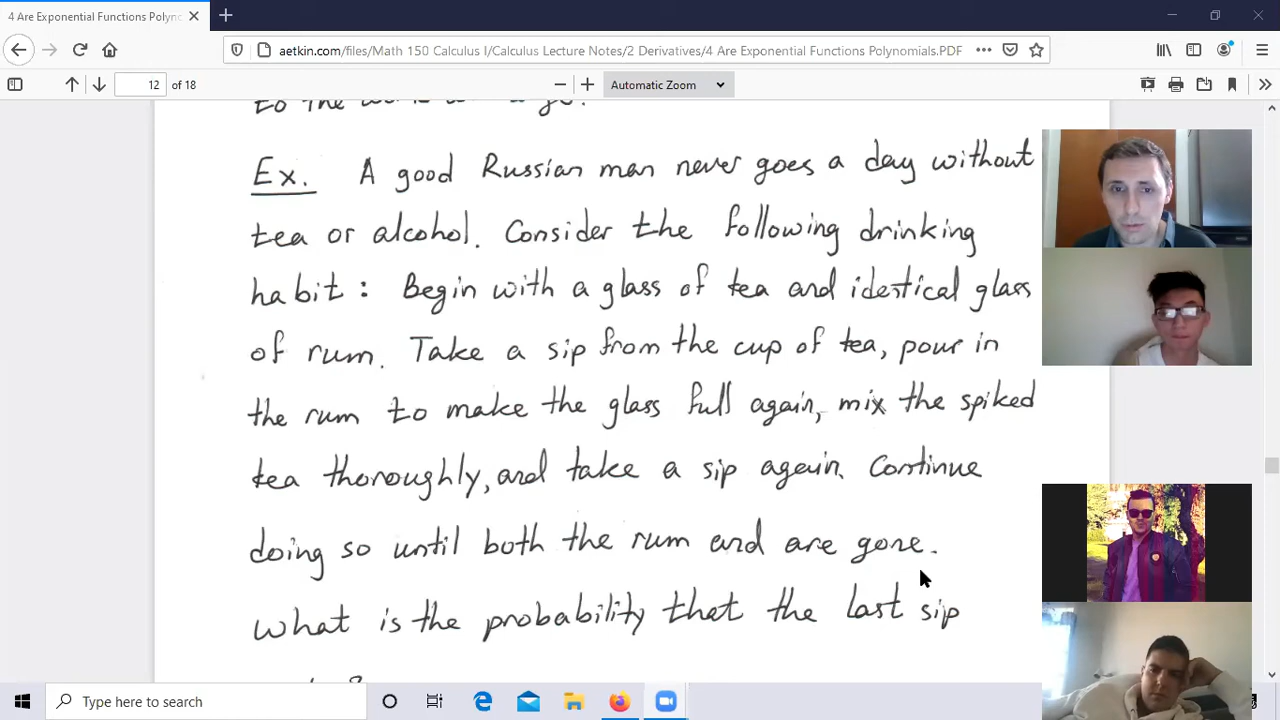 4 Are Exponential Functions Polync
aetkin.com/files/Math 150 Calculus I/Calculus Lecture Notes/2 Derivatives/4 Are Exponential Functions Polynomials.PDF
12 of 18
Automatic Zoom
to the
Ex. A good Russian man never goes a day without
tea or alcohol. Consider the following drinking
habit: Begin with a glass of tea and identical glass
of rum. Take a sip from the cup of tea, pour in
the rum to make the glass full again, mix the spiked
tea thoroughly, and take a sip again. Continue
doing so until both the rum and are gone.
What is the probability that the last sip
Type here to search